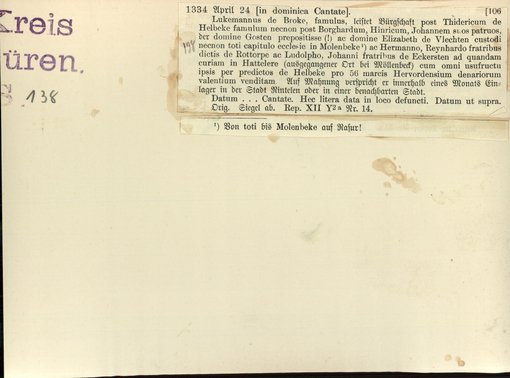 Kreis
üren,
138
198
1334 April 24 [in dominica Cantate]. [106
Lukemannus de Broke, famulus, leistet Bürgschaft post Thidericum de
Helbeke famulum necnon post Borghardum, Hinricum, Johannem suos patruos,
der domine Gosten prepositisse (!) ac domine Elizabeth de Vlechten custodi
necnon toti capitulo ecclesie in Molenbeke¹) ac Hermanno, Reynhardo fratribus
dictis de Rottorpe ac Ludolpho, Johanni fratribus de Eckersten ad quandam
curiam in Hattelere (ausgegangener Ort bei Möllenbeck) cum omni usufructu
ipsis per predictos de Helbeke pro 56 marcis Hervordensium denariorum
valentium venditam. Auf Mahnung verspricht er innerhalb eines Monats Ein-
lager in der Stadt Rintelen oder in einer benachbarten Stadt.
Datum . . . Cantate. Hec litera data in loco defuncti. Datum ut supra.
Orig. Siegel ab. Rep. XII Y²ᵃ Nr. 14.
¹) Von toti bis Molenbeke auf Rasur!